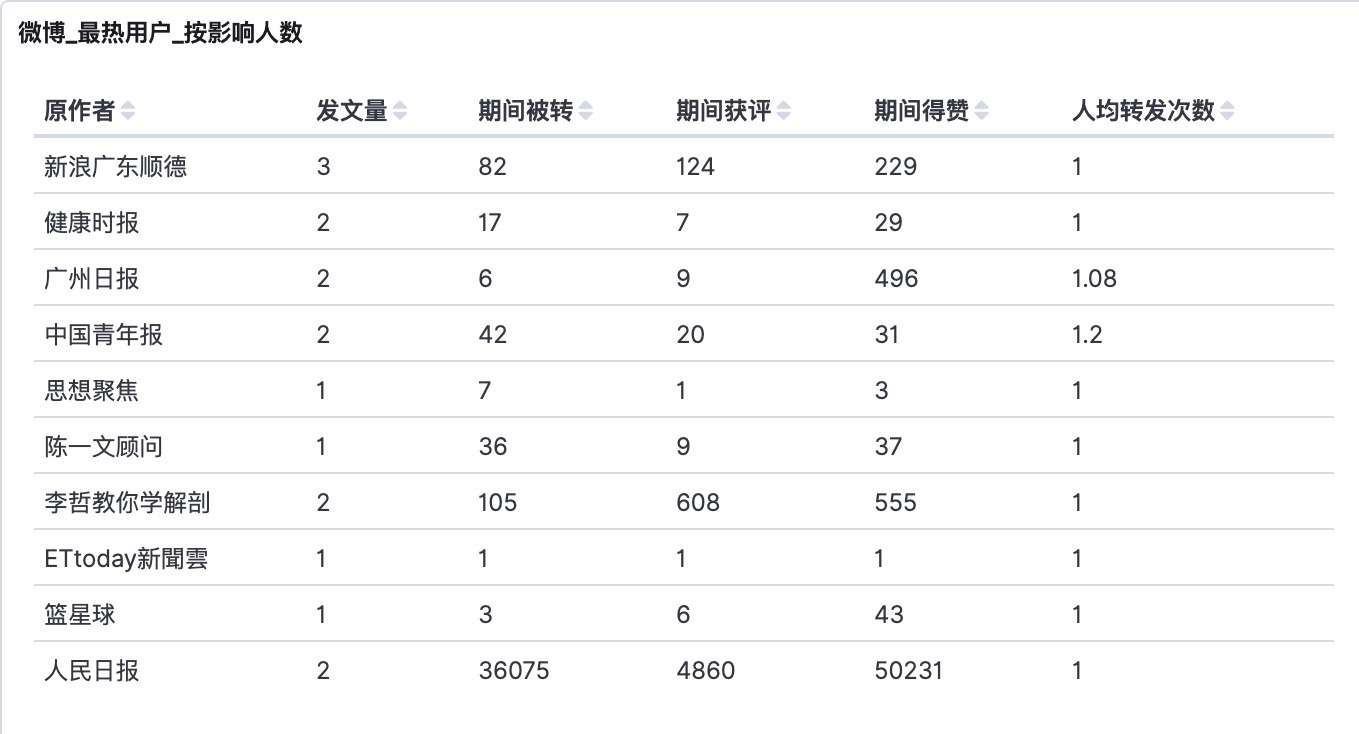 微博_最热用户_按影响人数
原作者 发文量 期间被转 期间获评 期间得赞 人均转发次数
新浪广东顺德 3 82 124 229 1
健康时报 2 17 7 29 1
广州日报 2 6 9 496 1.08
中国青年报 2 42 20 31 1.2
思想聚焦 1 7 1 3 1
陈一文顾问 1 36 9 37 1
李哲教你学解剖 2 105 608 555 1
ETtoday新聞雲 1 1 1 1 1
篮星球 1 3 6 43 1
人民日报 2 36075 4860 50231 1